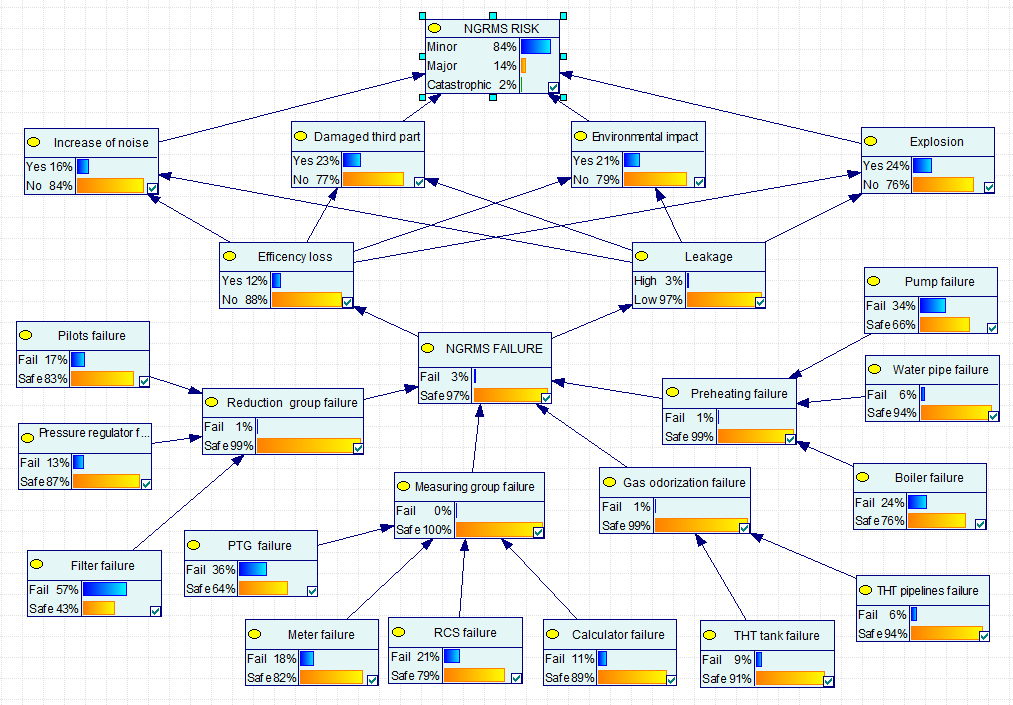 NGRMS RISK
Minor 84%
Major 14%
Catastrophic 2%
Increase of noise
Yes 16%
No 84%
Damaged third part
Yes 23%
No 77%
Environmental impact
Yes 21%
No 79%
Explosion
Yes 24%
No 76%
Efficency loss
Yes 12%
No 88%
Leakage
High 3%
Low 97%
Pump failure
Fail 34%
Safe 66%
Pilots failure
Fail 17%
Safe 83%
NGRMS FAILURE
Fail 3%
Safe 97%
Water pipe failure
Fail 6%
Safe 94%
Reduction group failure
Fail 1%
Safe 99%
Preheating failure
Fail 1%
Safe 99%
Pressure regulator f...
Fail 13%
Safe 87%
Measuring group failure
Fail 0%
Safe 100%
Gas odorization failure
Fail 1%
Safe 99%
Boiler failure
Fail 24%
Safe 76%
PTG failure
Fail 36%
Safe 64%
Filter failure
Fail 57%
Safe 43%
THT pipelines failure
Fail 6%
Safe 94%
Meter failure
Fail 18%
Safe 82%
RCS failure
Fail 21%
Safe 79%
Calculator failure
Fail 11%
Safe 89%
THT tank failure
Fail 9%
Safe 91%